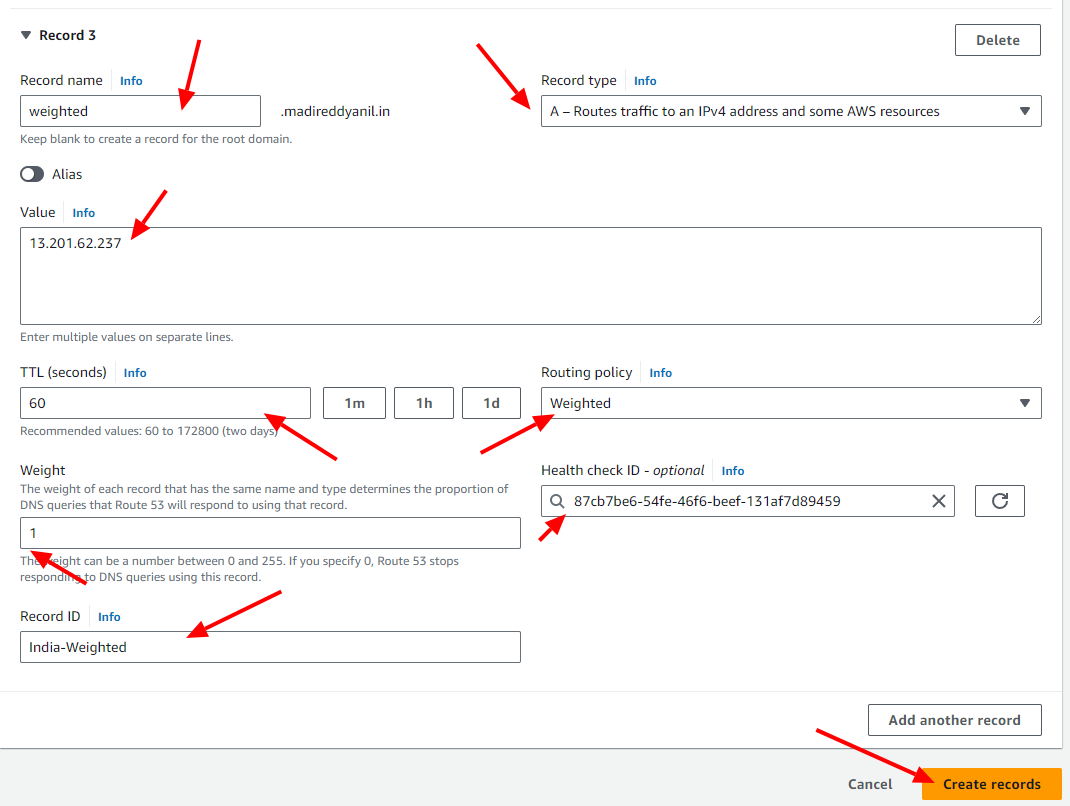 Record 3
Delete
Record name Info
weighted .madireddyanil.in
Keep blank to create a record for the root domain.
Record type Info
A – Routes traffic to an IPv4 address and some AWS resources
Alias
Value Info
13.201.62.237
Enter multiple values on separate lines.
TTL (seconds) Info
60 1m 1h 1d
Recommended values: 60 to 172800 (two days)
Routing policy Info
Weighted
Weight
The weight of each record that has the same name and type determines the proportion of
DNS queries that Route 53 will respond to using that record.
1
The weight can be a number between 0 and 255. If you specify 0, Route 53 stops
responding to DNS queries using this record.
Health check ID - optional Info
87cb7be6-54fe-46f6-beef-131af7d89459
Record ID Info
India-Weighted
Add another record
Cancel Create records